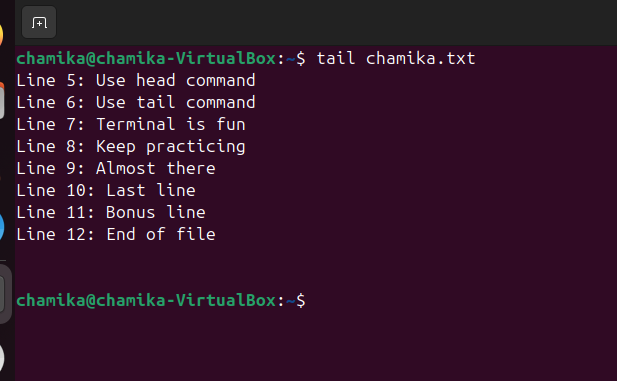 chamika@chamika-VirtualBox:~$ tail chamika.txt
Line 5: Use head command
Line 6: Use tail command
Line 7: Terminal is fun
Line 8: Keep practicing
Line 9: Almost there
Line 10: Last line
Line 11: Bonus line
Line 12: End of file
chamika@chamika-VirtualBox:~$